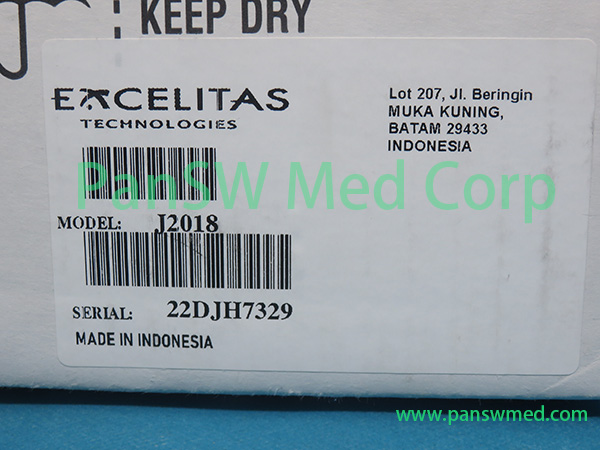 KEEP DRY
EXCELITAS
TECHNOLOGIES
Lot 207, Jl. Beringin
MUKA KUNING,
BATAM 29433
INDONESIA
PanSW Med Corp
MODEL: J2018
SERIAL: 22DJH7329
MADE IN INDONESIA
www.panswmed.com